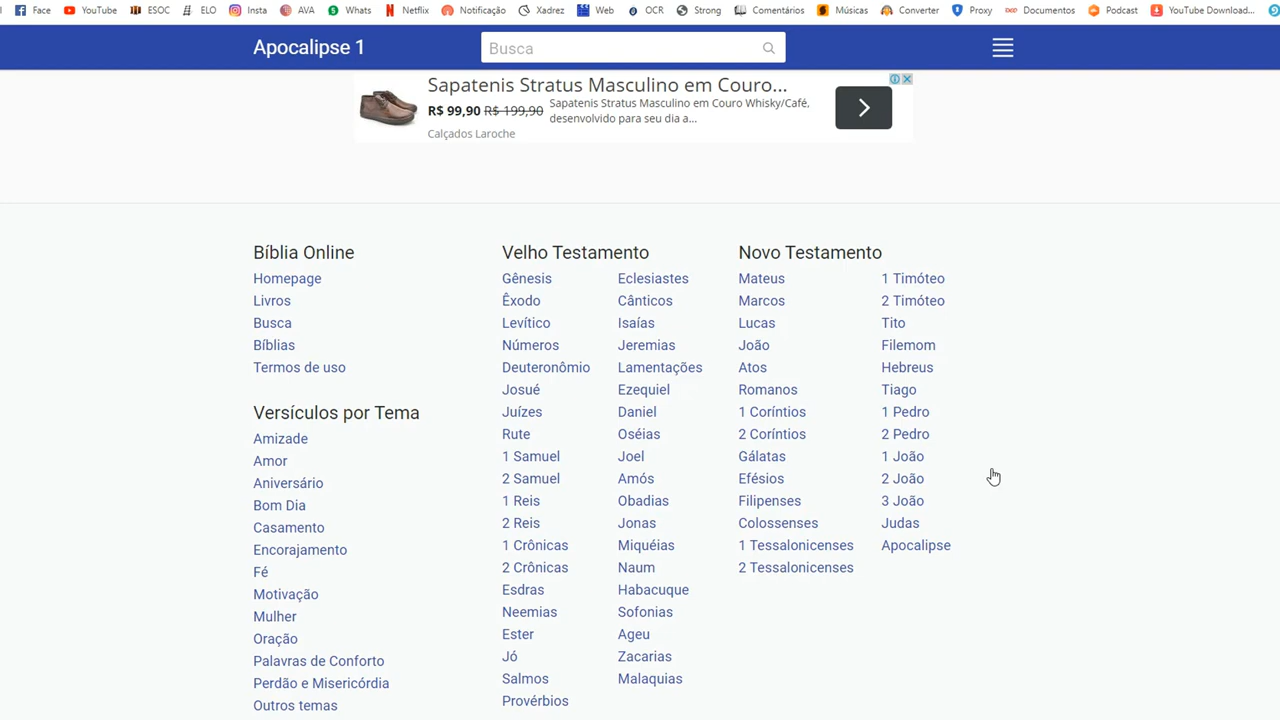 Face YouTube ESOC ELO Insta AVA Whats Netflix Notificação Xadrez Web OCR Strong Comentários Músicas Converter Proxy Documentos Podcast YouTube Download...
Apocalipse 1
Busca
Sapatenis Stratus Masculino em Couro...
R$ 99,90 R$ 199,90
Sapatenis Stratus Masculino em Couro Whisky/Café,
desenvolvido para seu dia a...
Calçados Laroche
Bíblia Online
Homepage
Livros
Busca
Bíblias
Termos de uso
Versículos por Tema
Amizade
Amor
Aniversário
Bom Dia
Casamento
Encorajamento
Fé
Motivação
Mulher
Oração
Palavras de Conforto
Perdão e Misericórdia
Outros temas
Velho Testamento
Gênesis
Êxodo
Levítico
Números
Deuteronômio
Josué
Juízes
Rute
1 Samuel
2 Samuel
1 Reis
2 Reis
1 Crônicas
2 Crônicas
Esdras
Neemias
Ester
Jó
Salmos
Provérbios
Eclesiastes
Cânticos
Isaías
Jeremias
Lamentações
Ezequiel
Daniel
Oséias
Joel
Amós
Obadias
Jonas
Miquéias
Naum
Habacuque
Sofonias
Ageu
Zacarias
Malaquias
Novo Testamento
Mateus
Marcos
Lucas
João
Atos
Romanos
1 Coríntios
2 Coríntios
Gálatas
Efésios
Filipenses
Colossenses
1 Tessalonicenses
2 Tessalonicenses
1 Timóteo
2 Timóteo
Tito
Filemom
Hebreus
Tiago
1 Pedro
2 Pedro
1 João
2 João
3 João
Judas
Apocalipse